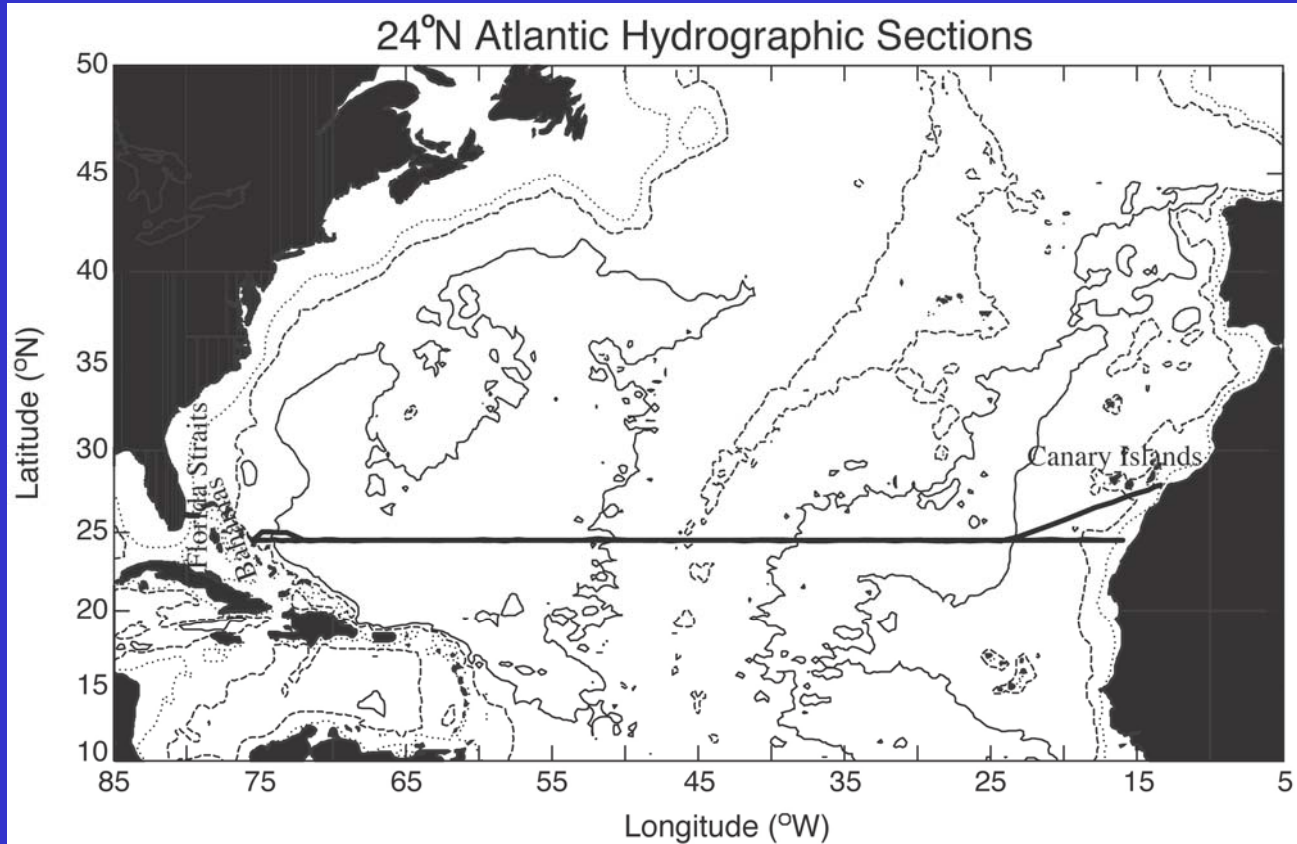 24°N Atlantic Hydrographic Sections
50
45
40
35
30
25
20
15
10
Latitude (°N)
Florida Straits
Bahamas
Canary Islands
85 75 65 55 45 35 25 15 5
Longitude (°W)